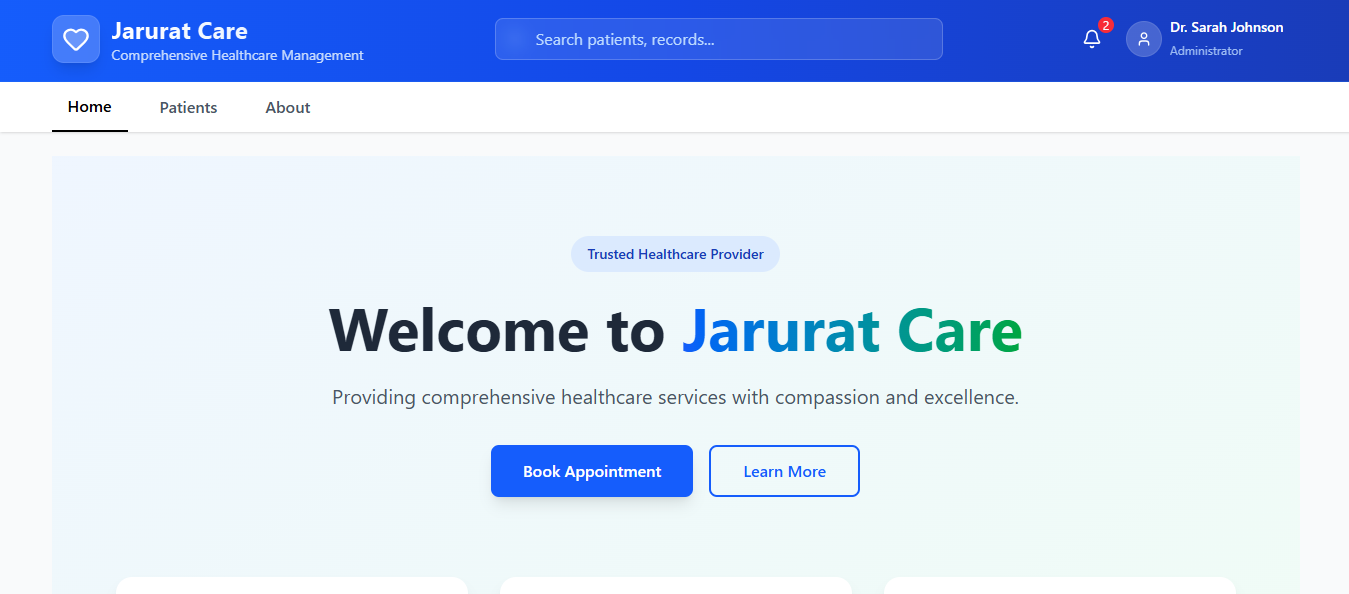 Jarurat Care
Comprehensive Healthcare Management
Search patients, records...
2
Dr. Sarah Johnson
Administrator
Home
Patients
About
Trusted Healthcare Provider
Welcome to Jarurat Care
Providing comprehensive healthcare services with compassion and excellence.
Book Appointment
Learn More